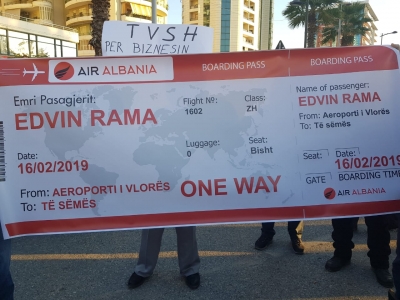 TVSH
PER BIZNESIN
AIR ALBANIA
BOARDING PASS
BOARDING PASS
Emri Pasagjerit:
EDVIN RAMA
Flight №:
1602
Class:
ZH
Date:
16/02/2019
Luggage:
0
Seat:
Bisht
From: AEROPORTI I VLORËS
To: TË SËMËS
ONE WAY
Name of passenger:
EDVIN RAMA
From: Aeroporti i Vlorës
To: Të sëmës
Seat:
Date:
16/02/2019
GATE
BOARDING TIME
AIR ALBANIA